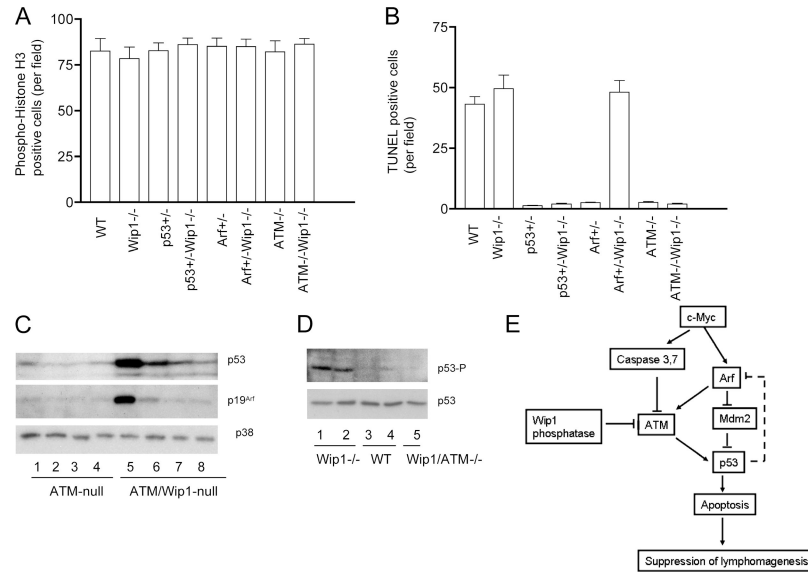 A
Phospho-Histone H3
positive cells (per field)
100
75
50
25
0
WT
Wip1-/-
p53+/-
p53+/-Wip1-/-
Arf+/-
Arf+/-Wip1-/-
ATM-/-
ATM-/-Wip1-/-
B
TUNEL positive cells
(per field)
75
50
25
0
WT
Wip1-/-
p53+/-
p53+/-Wip1-/-
Arf+/-
Arf+/-Wip1-/-
ATM-/-
ATM-/-Wip1-/-
C
p53
p19Arf
p38
1 2 3 4 5 6 7 8
ATM-null ATM/Wip1-null
D
p53-P
p53
1 2 3 4 5
Wip1-/- WT Wip1/ATM-/-
E
c-Myc
Caspase 3,7
Arf
Wip1
phosphatase
ATM
Mdm2
p53
Apoptosis
Suppression of lymphomagenesis